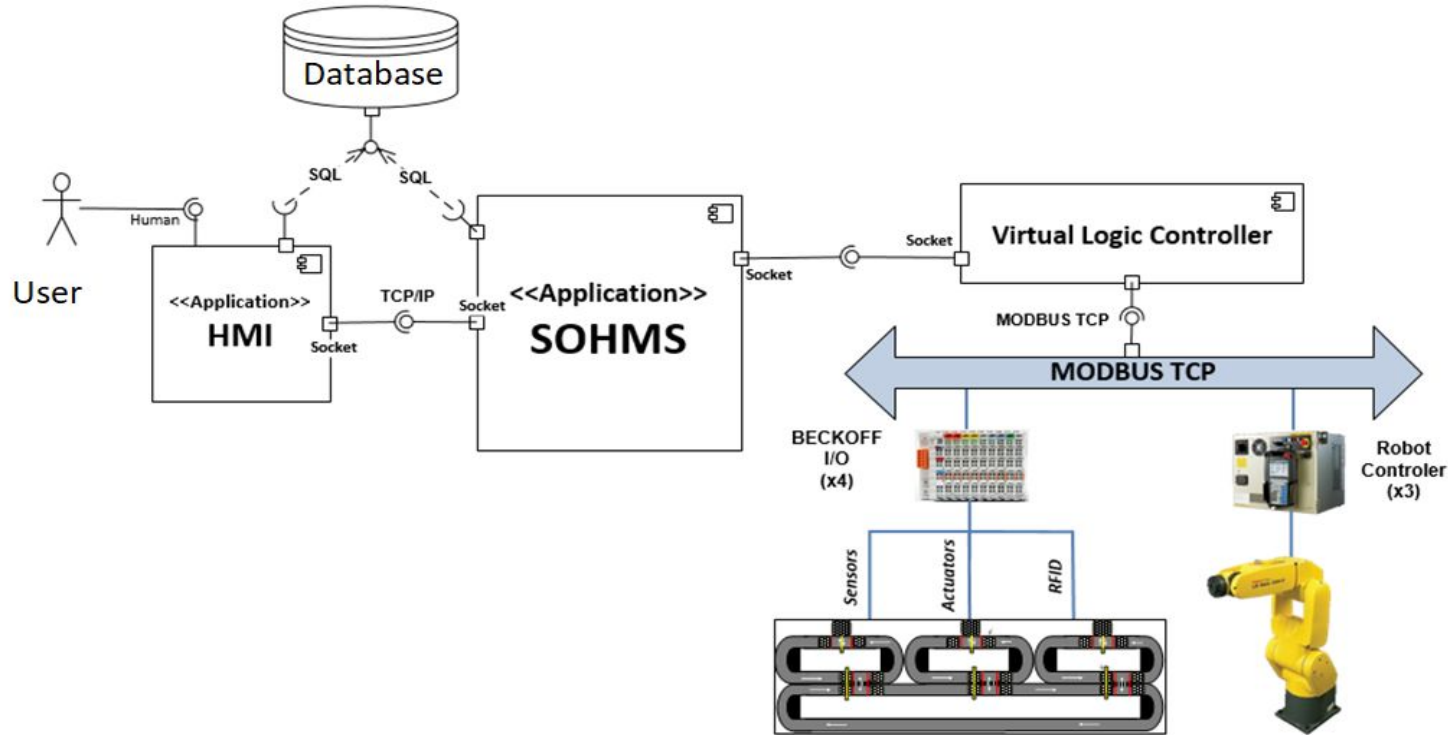 Database
SQL
SQL
Human
User
<<Application>>
HMI
Socket
TCP/IP
Socket
<<Application>>
SOHMS
Socket
Socket
Virtual Logic Controller
MODBUS TCP
MODBUS TCP
BECKOFF
I/O
(x4)
Robot
Controler
(x3)
Sensors
Actuators
RFID